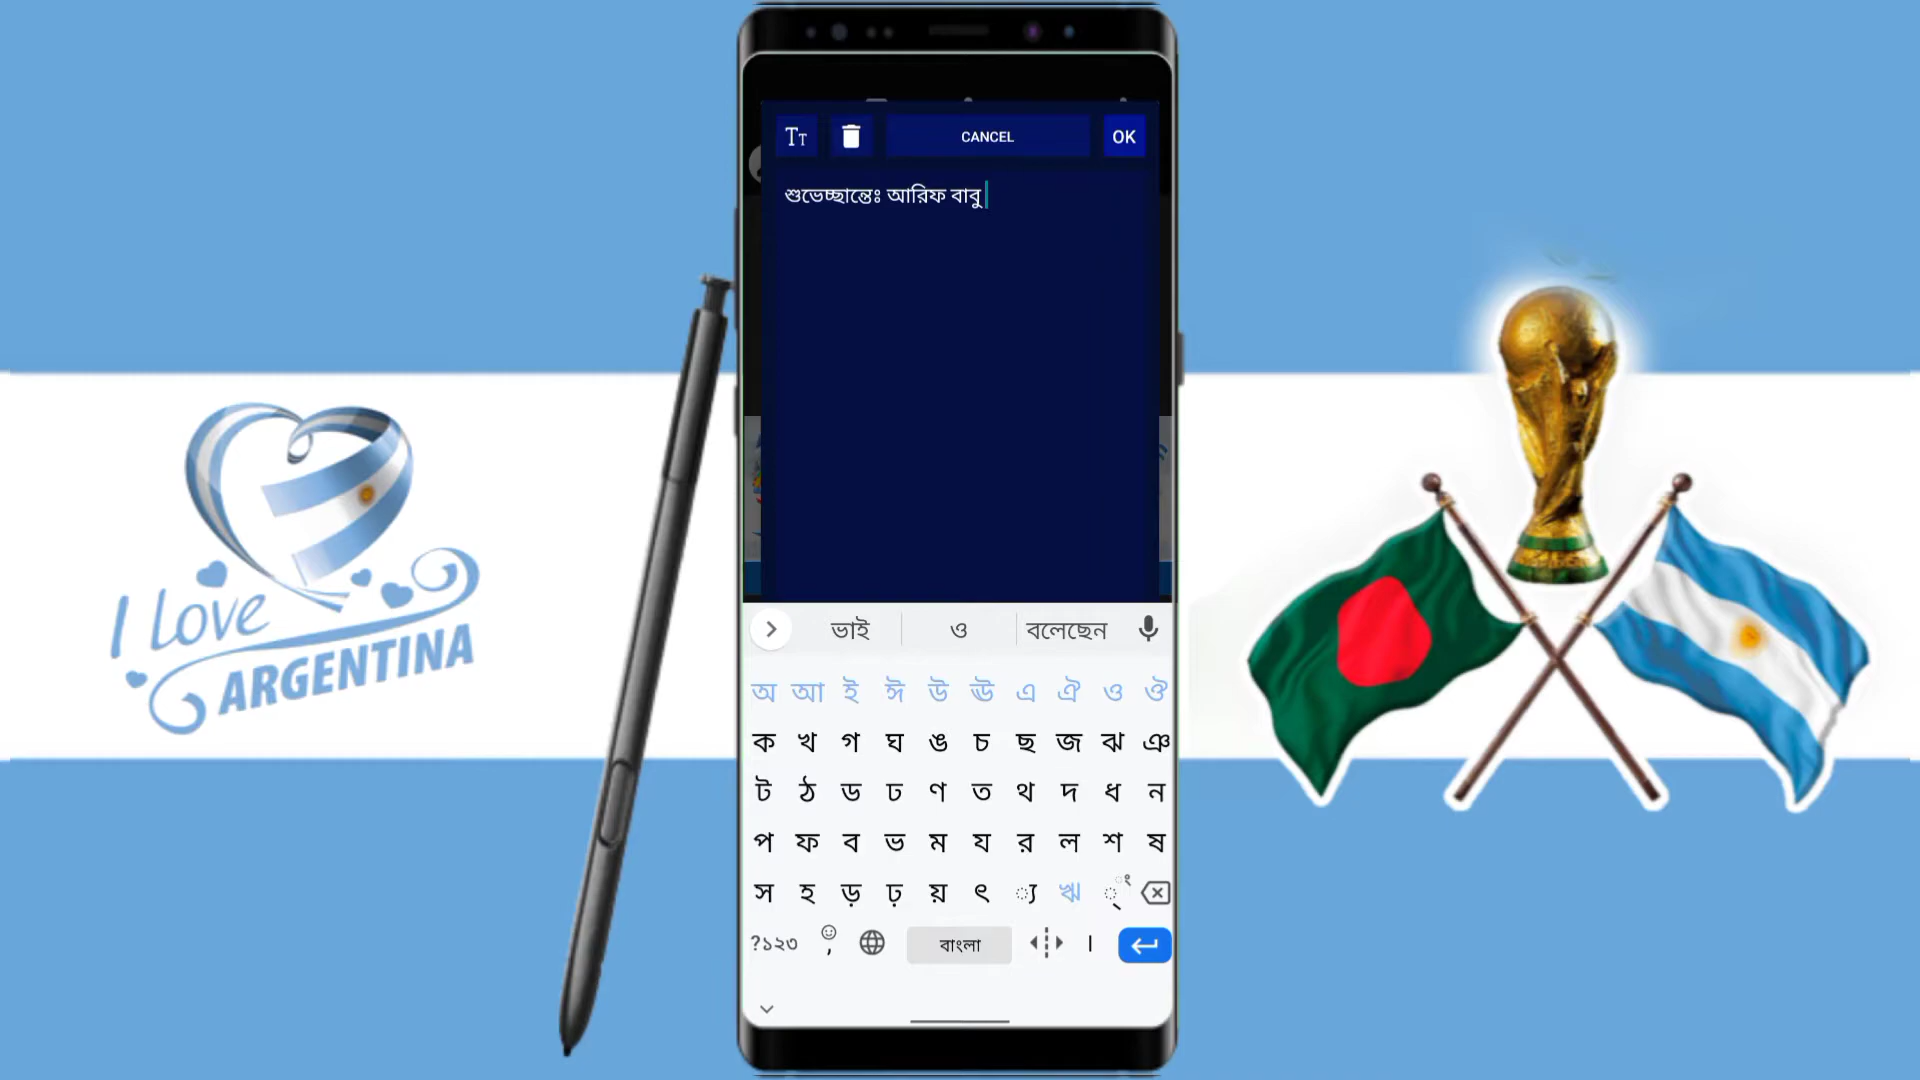 Tт CANCEL OK
শুভেচ্ছান্তেঃ আরিফ বাবু
I Love
ARGENTINA
ভাই ও বলেছেন
অ আ ই ঈ উ ঊ এ ঐ ও ঔ
ক খ গ ঘ ঙ চ ছ জ ঝ ঞ
ট ঠ ড ঢ ণ ত থ দ ধ ন
প ফ ব ভ ম য র ল শ ষ
স হ ড় ঢ় য় ৎ ্য ঋ ্ ং
?১২৩ , বাংলা ।